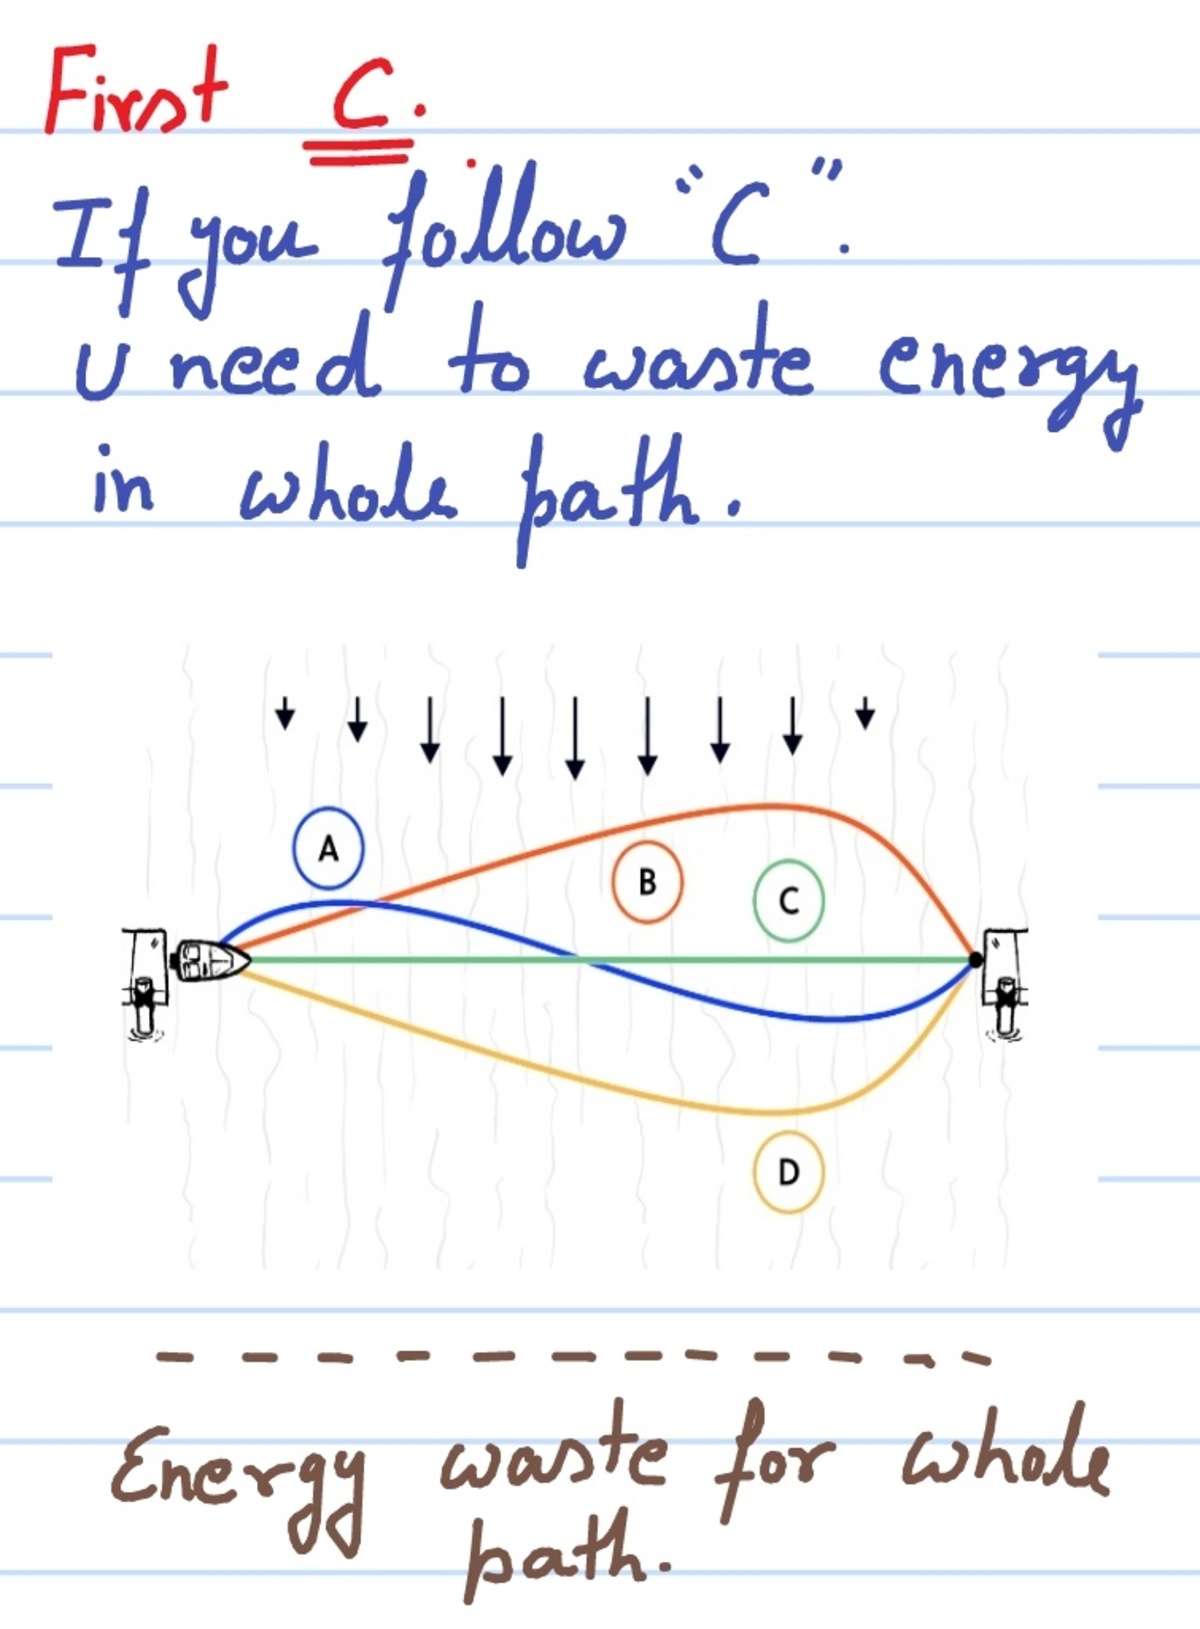 First C.
If you follow "C".
U need to waste energy
in whole path.
A
B
C
D
Energy waste for whole
path.